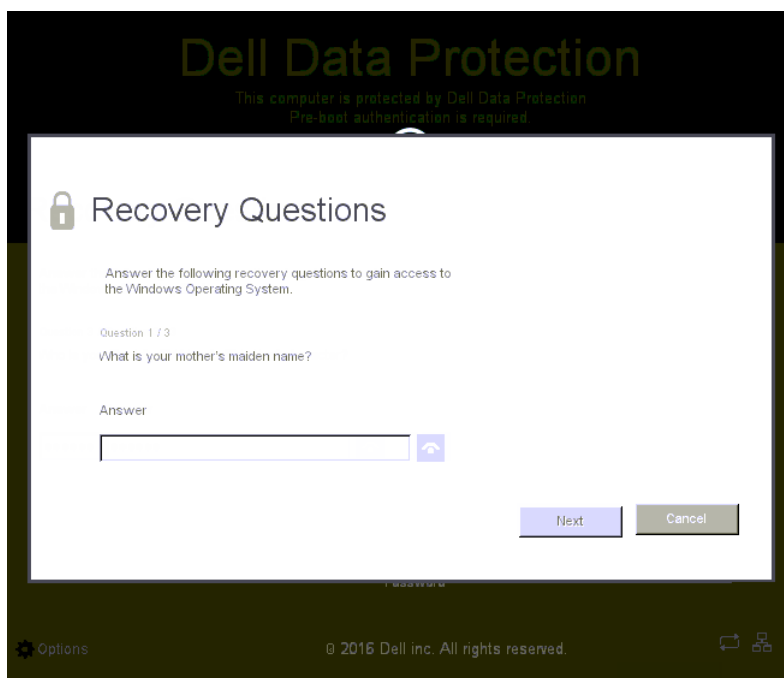 Dell Data Protection
This computer is protected by Dell Data Protection
Pre-boot authentication is required.
Recovery Questions
Answer the following recovery questions to gain access to
the Windows Operating System.
Question 1 / 3
What is your mother's maiden name?
Answer
Next
Cancel
Password
Options
© 2016 Dell inc. All rights reserved.